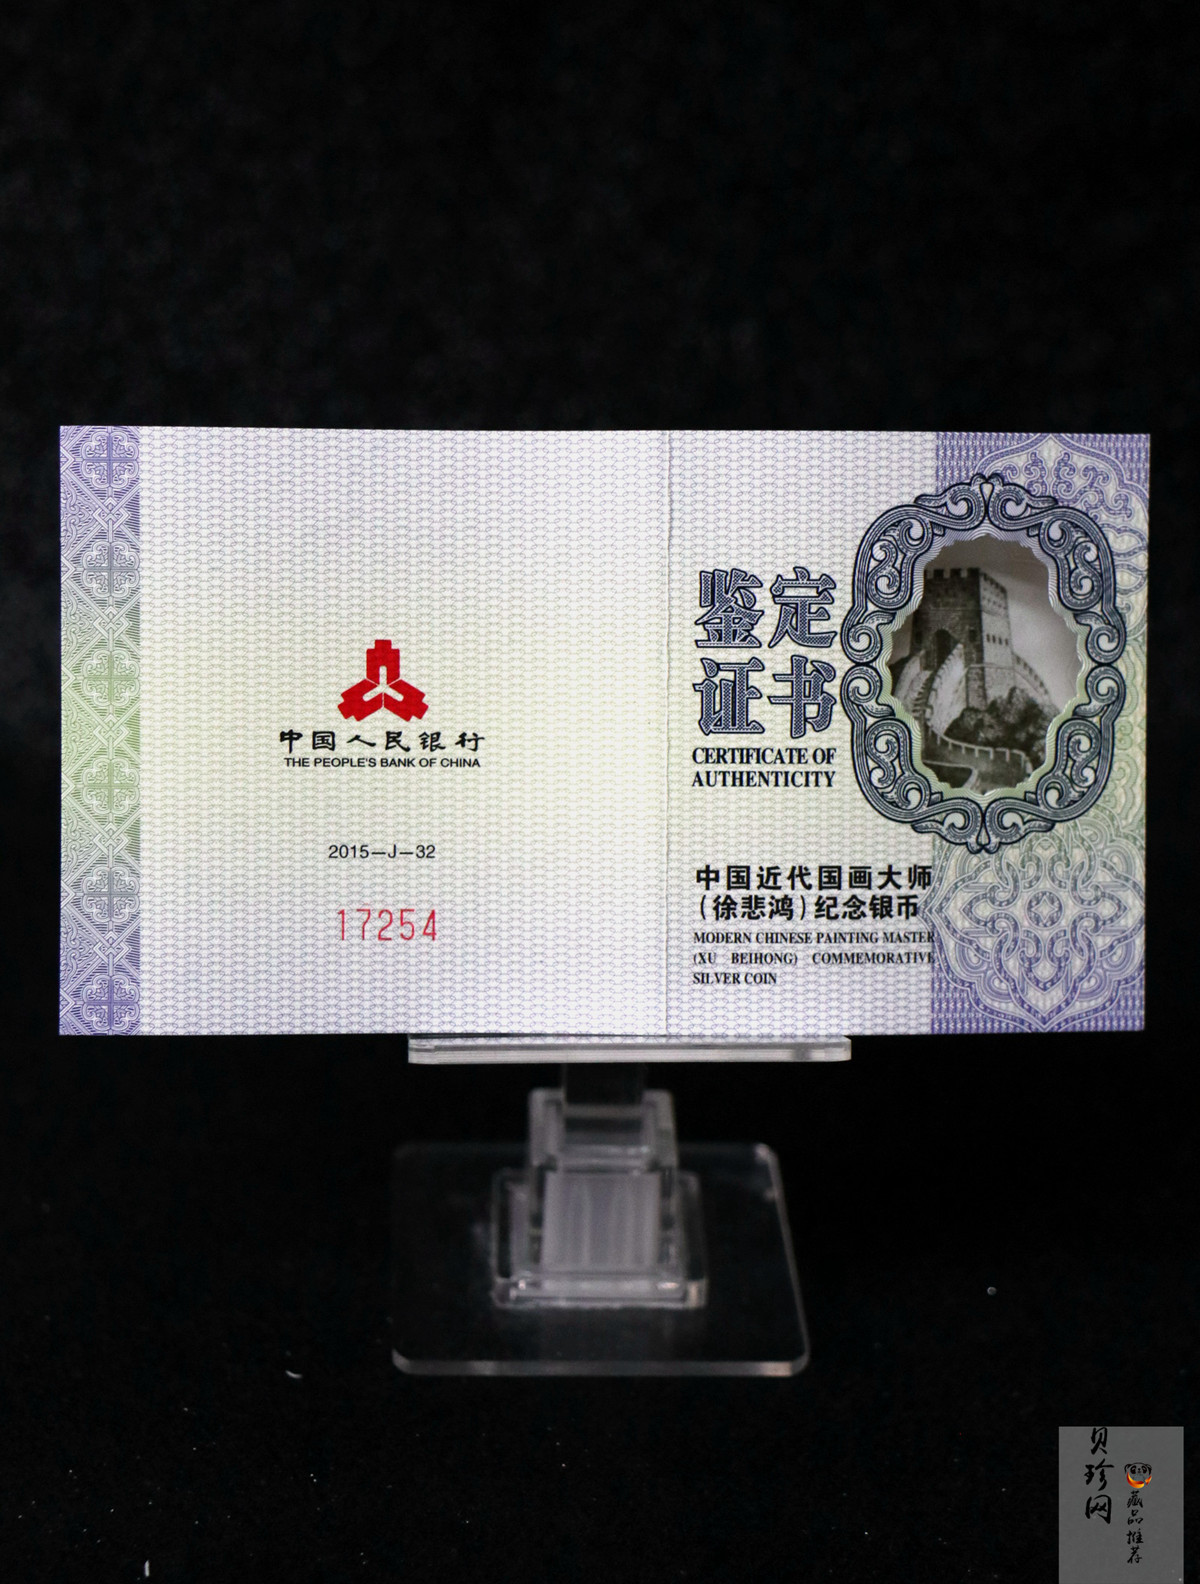 中国人民银行
THE PEOPLE'S BANK OF CHINA
2015—J—32
17254
鉴定
证书
CERTIFICATE OF
AUTHENTICITY
中国近代国画大师
（徐悲鸿）纪念银币
MODERN CHINESE PAINTING MASTER
(XU BEIHONG) COMMEMORATIVE
SILVER COIN
贝珍网
藏品推荐